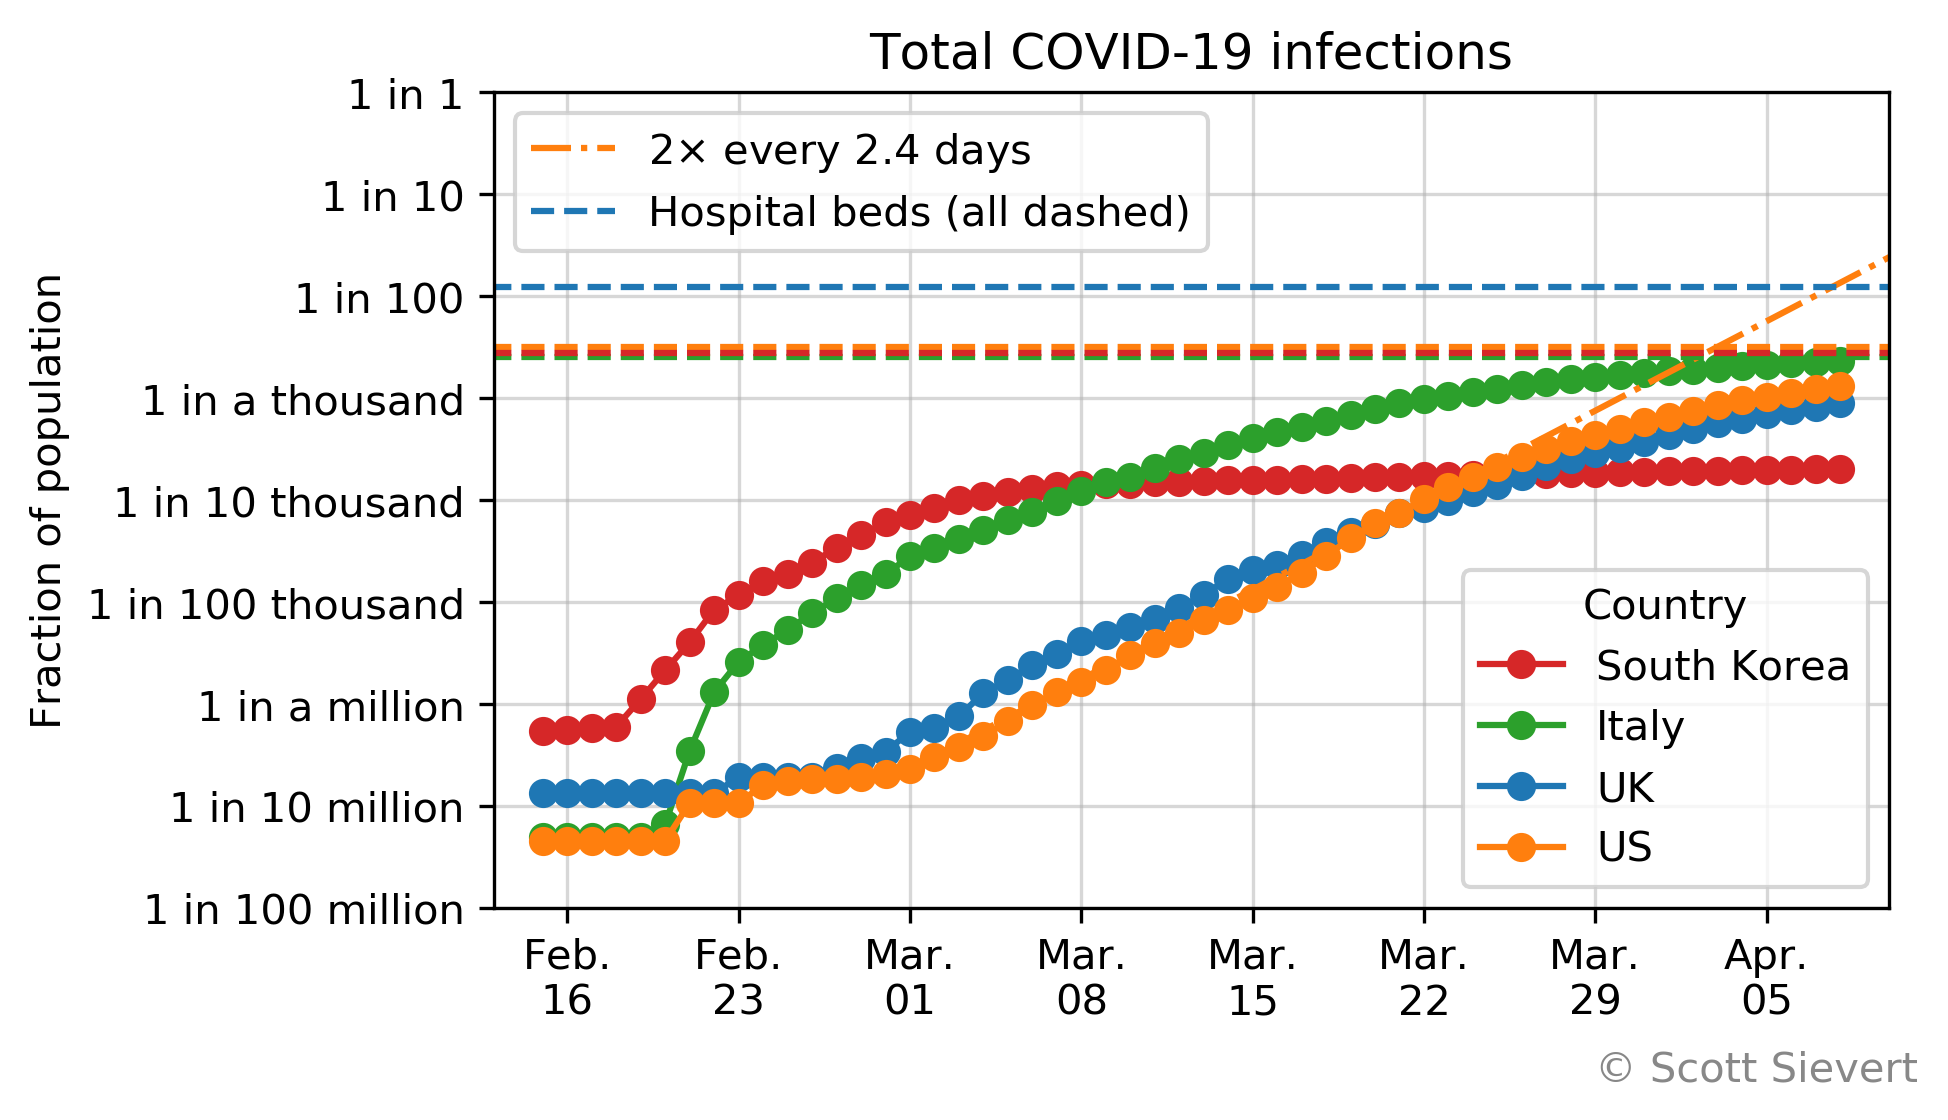 Total COVID-19 infections
1 in 1
1 in 10
1 in 100
1 in a thousand
1 in 10 thousand
1 in 100 thousand
1 in a million
1 in 10 million
1 in 100 million
Fraction of population
2× every 2.4 days
Hospital beds (all dashed)
Country
South Korea
Italy
UK
US
Feb. 16
Feb. 23
Mar. 01
Mar. 08
Mar. 15
Mar. 22
Mar. 29
Apr. 05
© Scott Sievert